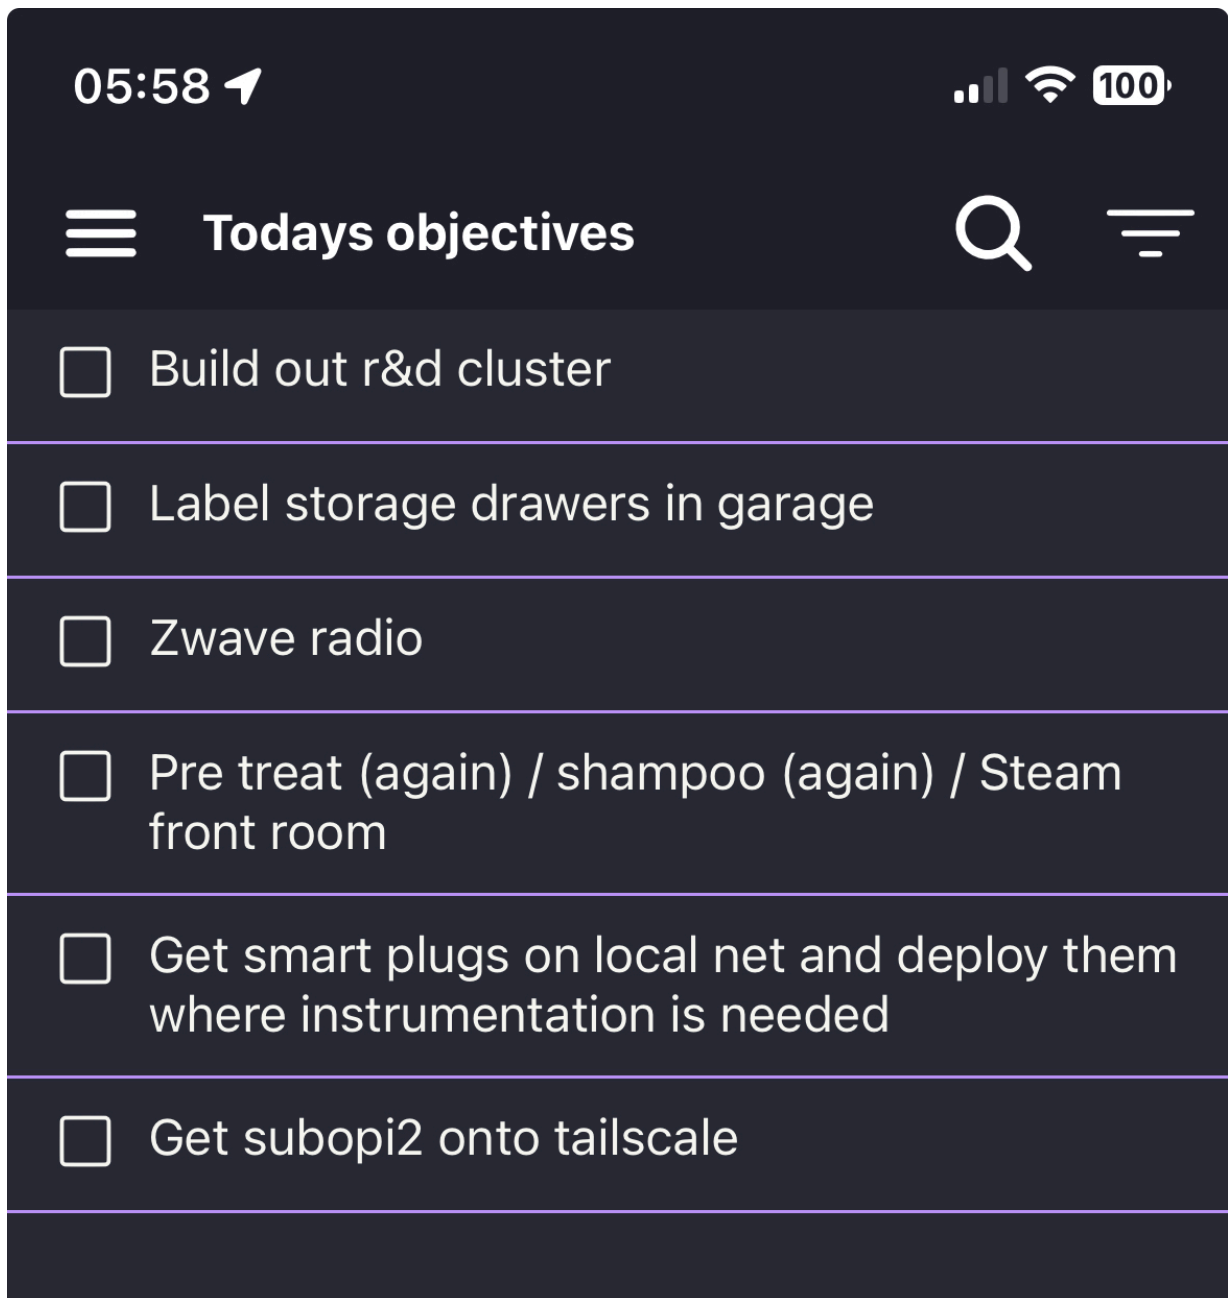 05:58
100
Todays objectives
Build out r&d cluster
Label storage drawers in garage
Zwave radio
Pre treat (again) / shampoo (again) / Steam
front room
Get smart plugs on local net and deploy them
where instrumentation is needed
Get subopi2 onto tailscale